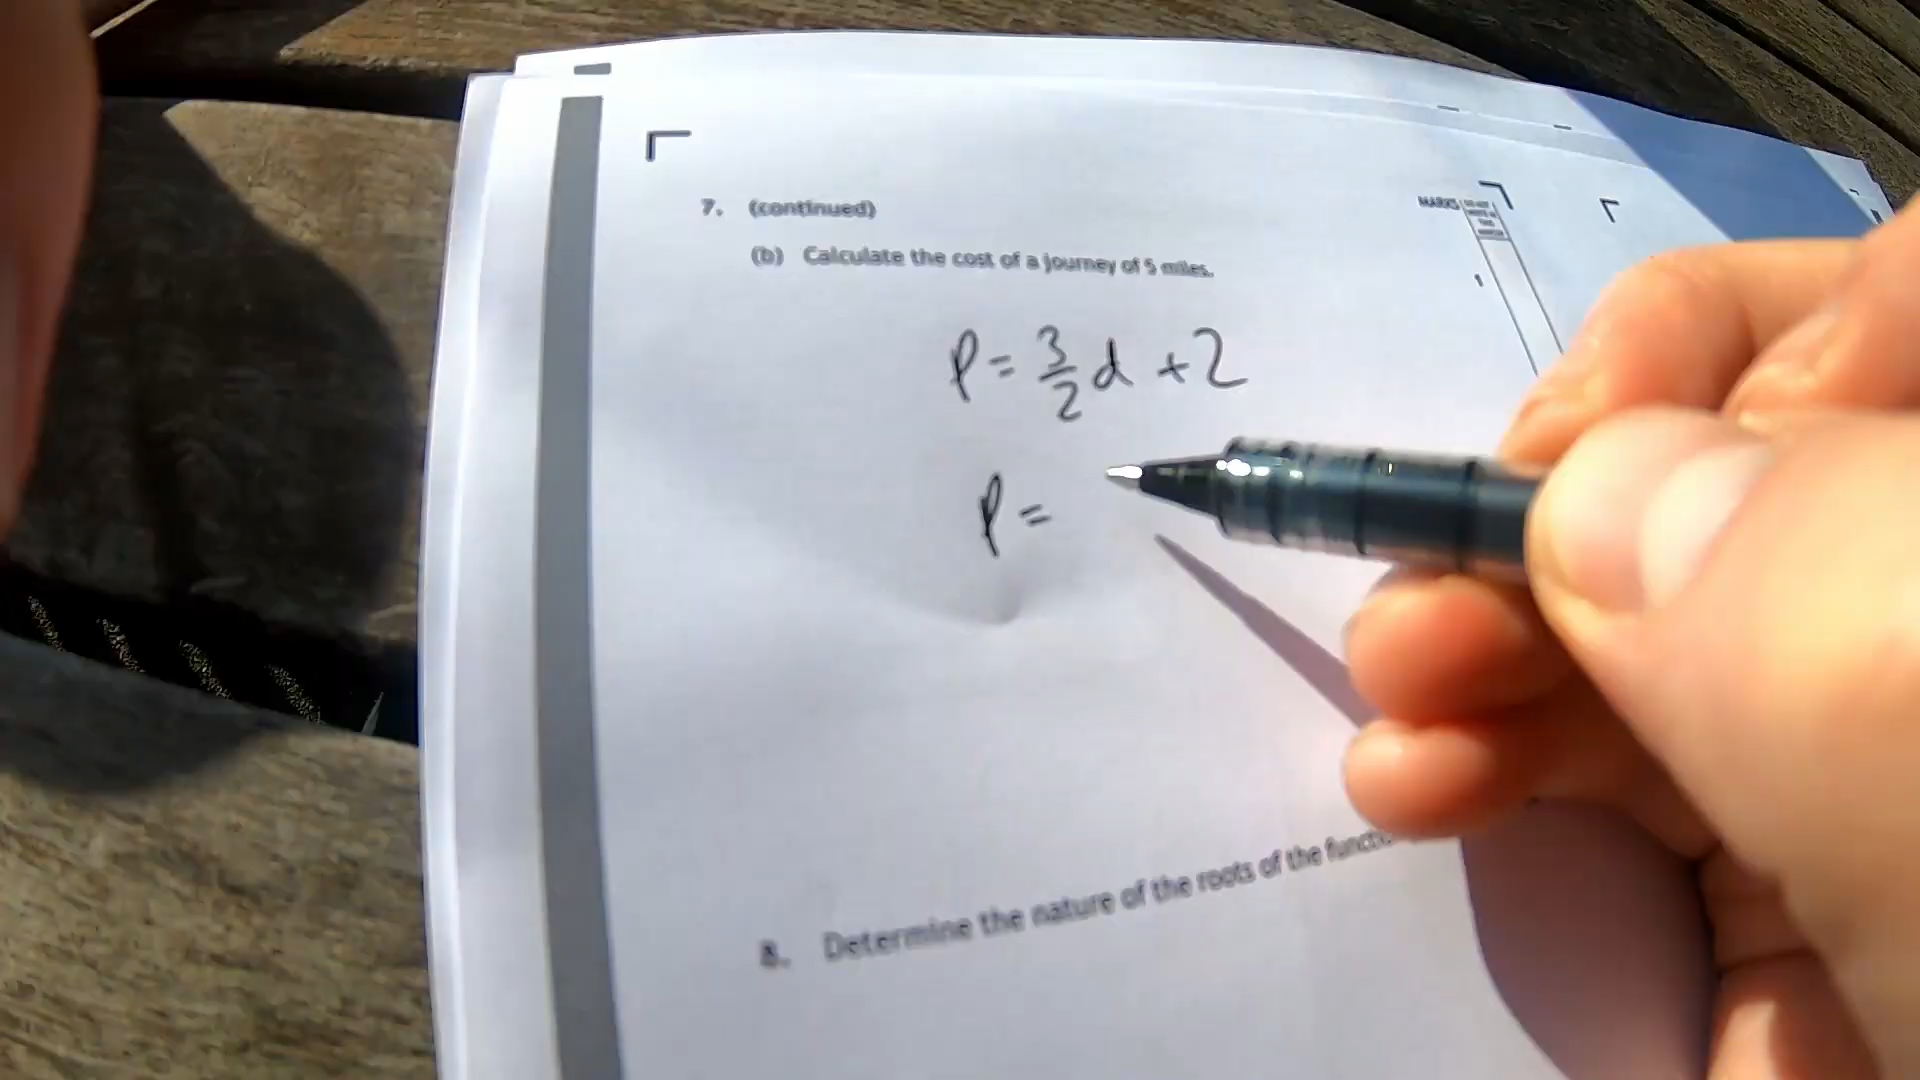 MARKS
7. (continued)
(b) Calculate the cost of a journey of 5 miles.
1
P = 3/2 d + 2
P =
8. Determine the nature of the roots of the